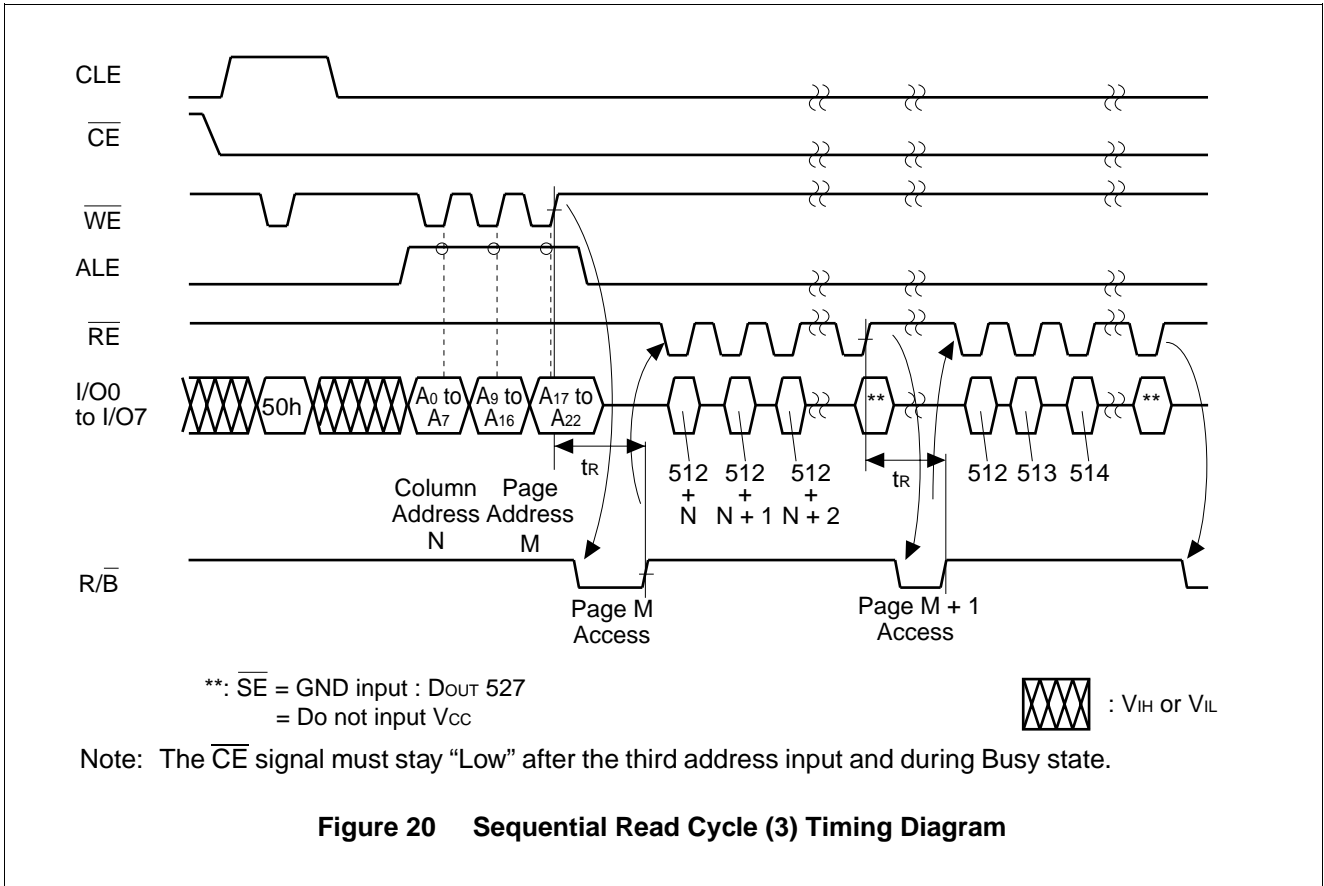 CLE
CE
WE
ALE
RE
I/O0
to I/O7
50h
A0 to
A7
A9 to
A16
A17 to
A22
**
**
tR
tR
512
+
N
512
+
N + 1
512
+
N + 2
512 513 514
Column
Address
N
Page
Address
M
R/B
Page M
Access
Page M + 1
Access
**: SE = GND input : DOUT 527
= Do not input VCC
: VIH or VIL
Note: The CE signal must stay “Low” after the third address input and during Busy state.
Figure 20 Sequential Read Cycle (3) Timing Diagram